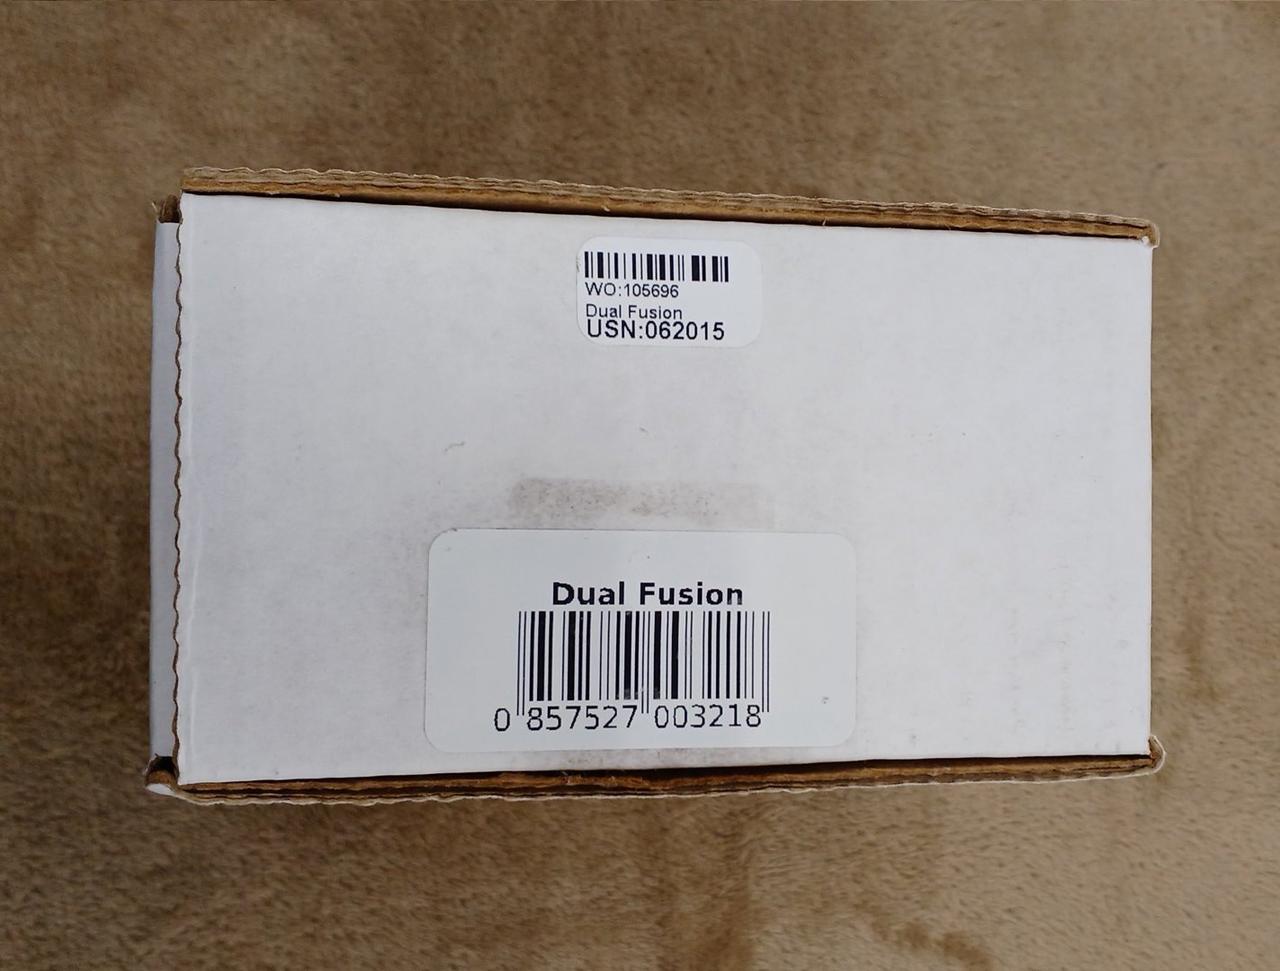 WO:105696
Dual Fusion
USN:062015
Dual Fusion
0 857527 003218